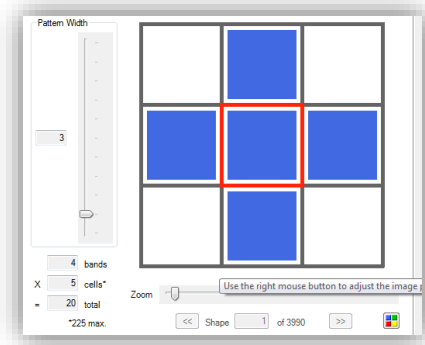 Pattern Width
3
4 bands
X 5 cells*
= 20 total
*225 max.
Zoom
Use the right mouse button to adjust the image
<< Shape 1 of 3990 >>